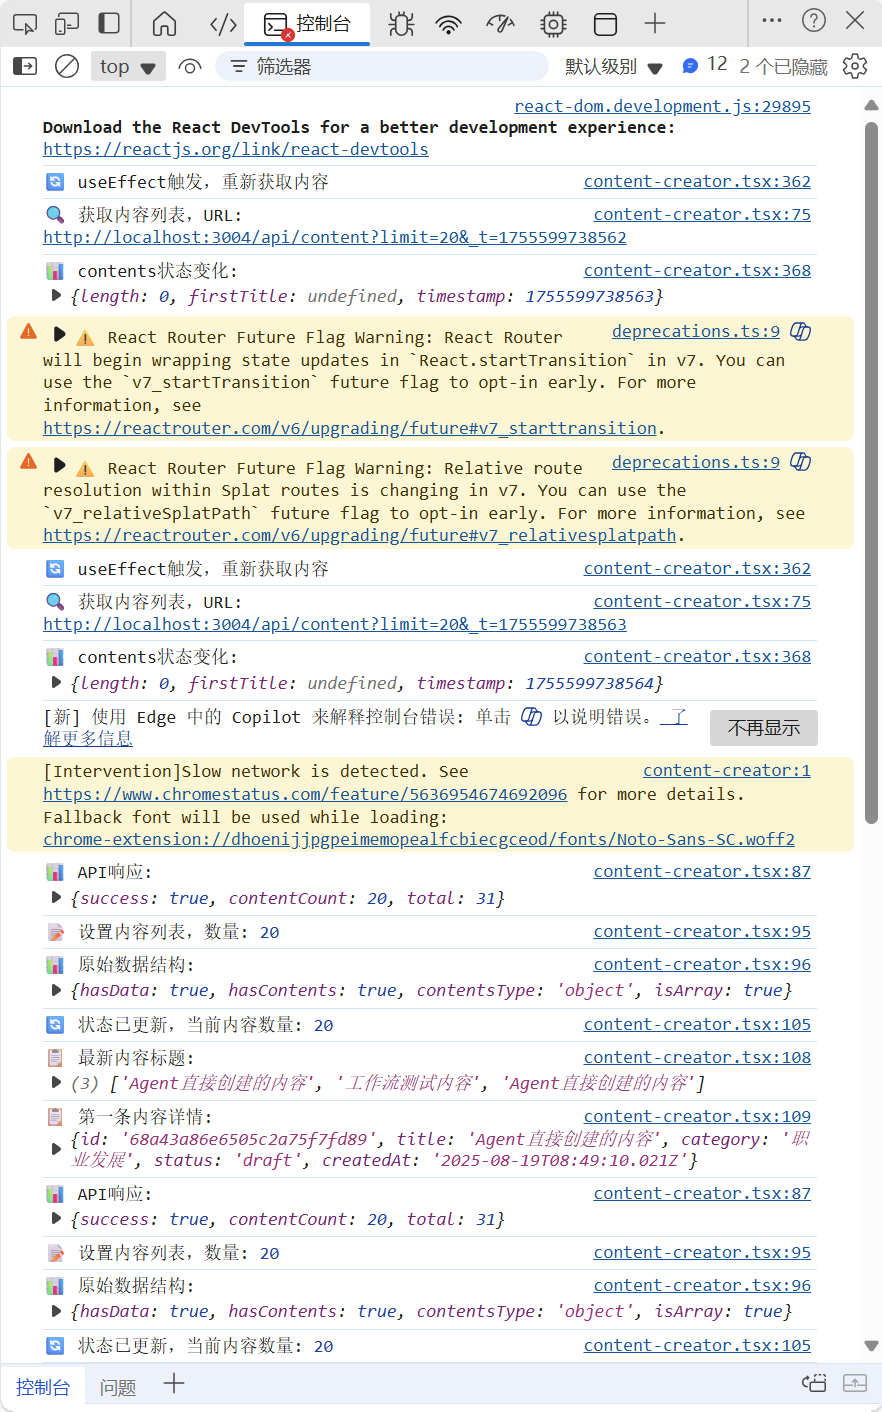 控制台
top
筛选器
默认级别
12
2 个已隐藏
react-dom.development.js:29895
Download the React DevTools for a better development experience:
https://reactjs.org/link/react-devtools
useEffect触发，重新获取内容 content-creator.tsx:362
获取内容列表，URL: content-creator.tsx:75
http://localhost:3004/api/content?limit=20&_t=1755599738562
contents状态变化: content-creator.tsx:368
{length: 0, firstTitle: undefined, timestamp: 1755599738563}
React Router Future Flag Warning: React Router deprecations.ts:9
will begin wrapping state updates in `React.startTransition` in v7. You can
use the `v7_startTransition` future flag to opt-in early. For more
information, see
https://reactrouter.com/v6/upgrading/future#v7_starttransition.
React Router Future Flag Warning: Relative route deprecations.ts:9
resolution within Splat routes is changing in v7. You can use the
`v7_relativeSplatPath` future flag to opt-in early. For more information, see
https://reactrouter.com/v6/upgrading/future#v7_relativesplatpath.
useEffect触发，重新获取内容 content-creator.tsx:362
获取内容列表，URL: content-creator.tsx:75
http://localhost:3004/api/content?limit=20&_t=1755599738563
contents状态变化: content-creator.tsx:368
{length: 0, firstTitle: undefined, timestamp: 1755599738564}
[新] 使用 Edge 中的 Copilot 来解释控制台错误: 单击 以说明错误。 了
解更多信息
不再显示
[Intervention]Slow network is detected. See content-creator:1
https://www.chromestatus.com/feature/5636954674692096 for more details.
Fallback font will be used while loading:
chrome-extension://dhoenijjpgpeimemopealfcbiecgceod/fonts/Noto-Sans-SC.woff2
API响应: content-creator.tsx:87
{success: true, contentCount: 20, total: 31}
设置内容列表，数量: 20 content-creator.tsx:95
原始数据结构: content-creator.tsx:96
{hasData: true, hasContents: true, contentsType: 'object', isArray: true}
状态已更新，当前内容数量: 20 content-creator.tsx:105
最新内容标题: content-creator.tsx:108
(3) ['Agent直接创建的内容', '工作流测试内容', 'Agent直接创建的内容']
第一条内容详情: content-creator.tsx:109
{id: '68a43a86e6505c2a75f7fd89', title: 'Agent直接创建的内容', category: '职
业发展', status: 'draft', createdAt: '2025-08-19T08:49:10.021Z'}
API响应: content-creator.tsx:87
{success: true, contentCount: 20, total: 31}
设置内容列表，数量: 20 content-creator.tsx:95
原始数据结构: content-creator.tsx:96
{hasData: true, hasContents: true, contentsType: 'object', isArray: true}
状态已更新，当前内容数量: 20 content-creator.tsx:105
控制台
问题